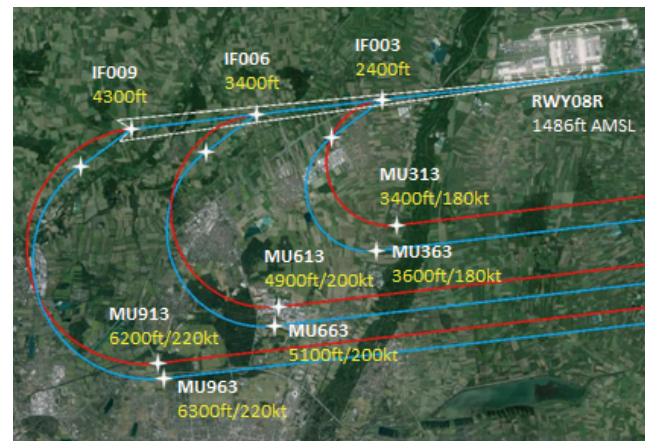 IF009
4300ft
IF006
3400ft
IF003
2400ft
RWY08R
1486ft AMSL
MU313
3400ft/180kt
MU363
3600ft/180kt
MU613
4900ft/200kt
MU663
5100ft/200kt
MU913
6200ft/220kt
MU963
6300ft/220kt